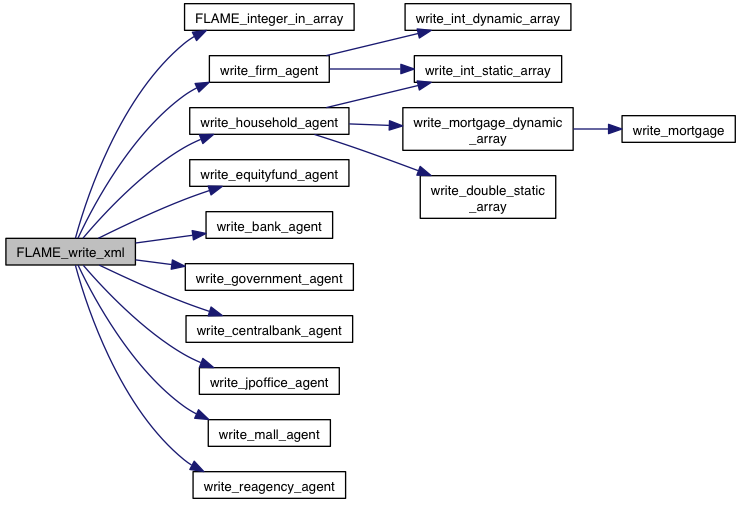 FLAME_integer_in_array
write_int_dynamic_array
write_firm_agent
write_int_static_array
write_household_agent
write_mortgage_dynamic
_array
write_mortgage
write_equityfund_agent
write_double_static
_array
write_bank_agent
FLAME_write_xml
write_government_agent
write_centralbank_agent
write_jpoffice_agent
write_mall_agent
write_reagency_agent